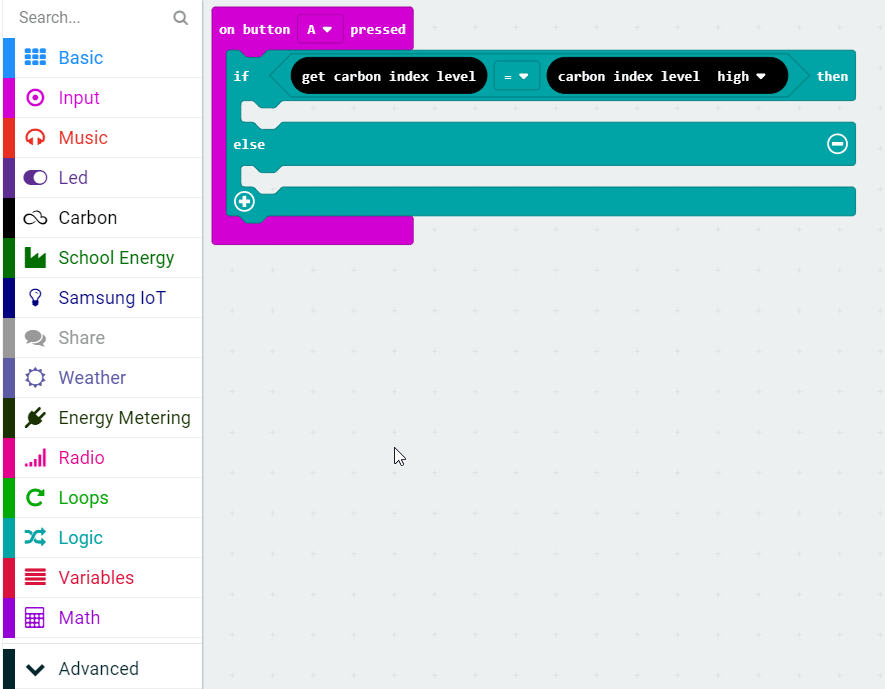 Search...
Basic
Input
Music
Led
Carbon
School Energy
Samsung IoT
Share
Weather
Energy Metering
Radio
Loops
Logic
Variables
Math
Advanced
on button A pressed
if get carbon index level = carbon index level high then
else